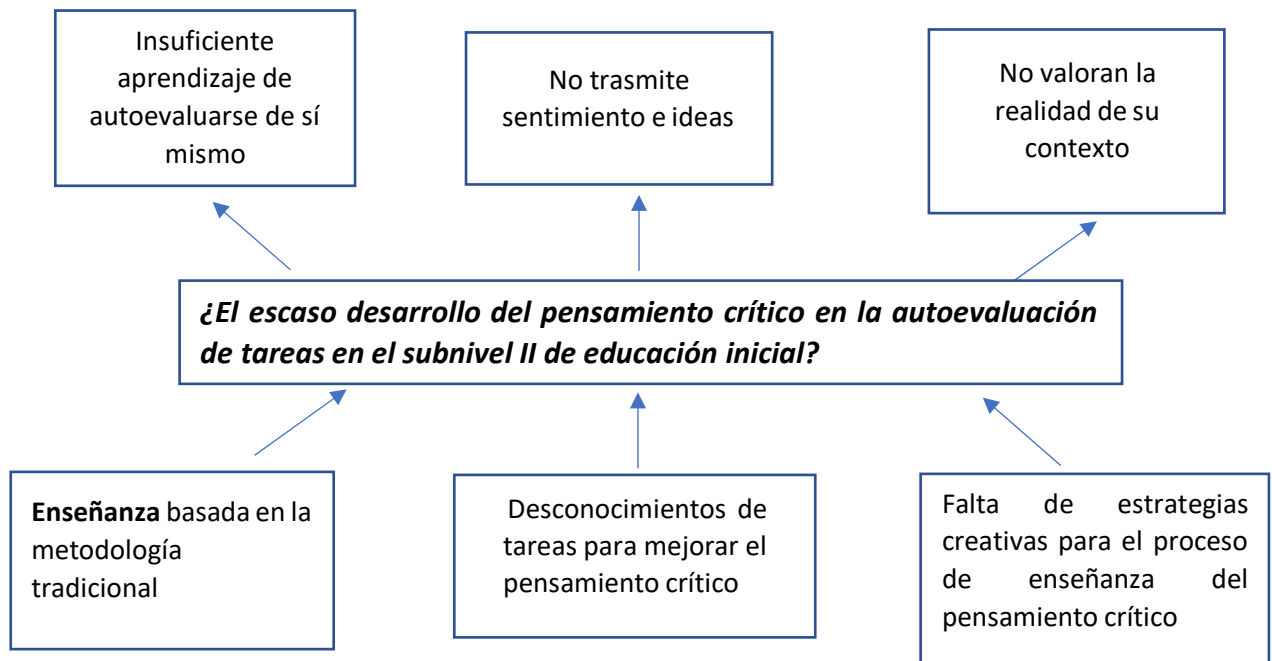 Insuficiente
aprendizaje de
autoevaluarse de sí
mismo
No trasmite
sentimiento e ideas
No valoran la
realidad de su
contexto
¿El escaso desarrollo del pensamiento crítico en la autoevaluación
de tareas en el subnivel II de educación inicial?
Enseñanza basada en la
metodología
tradicional
Desconocimientos de
tareas para mejorar el
pensamiento crítico
Falta de estrategias
creativas para el proceso
de enseñanza del
pensamiento crítico